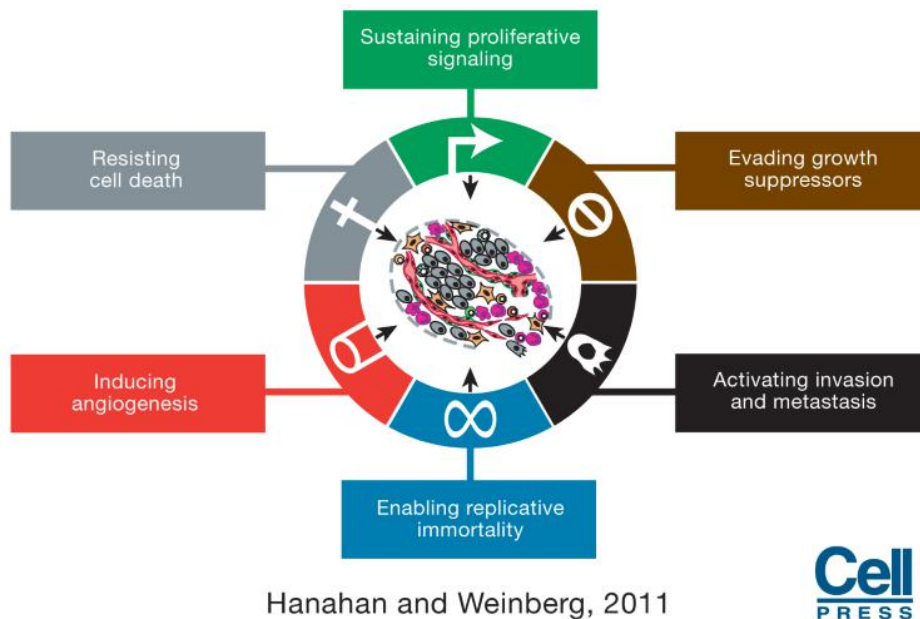 Sustaining proliferative
signaling
Resisting
cell death
Evading growth
suppressors
Inducing
angiogenesis
Activating invasion
and metastasis
Enabling replicative
immortality
Hanahan and Weinberg, 2011
Cell
PRESS